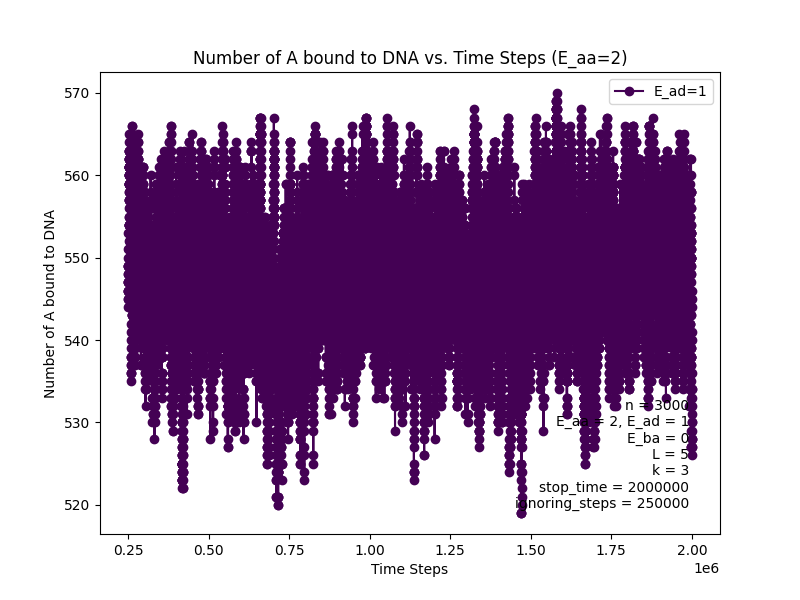 Number of A bound to DNA vs. Time Steps (E_aa=2)
E_ad=1
Number of A bound to DNA
570
560
550
540
530
520
n = 3000
E_aa = 2, E_ad = 1
E_ba = 0
L = 5
k = 3
stop_time = 2000000
ignoring_steps = 250000
0.25
0.50
0.75
1.00
1.25
1.50
1.75
2.00
1e6
Time Steps